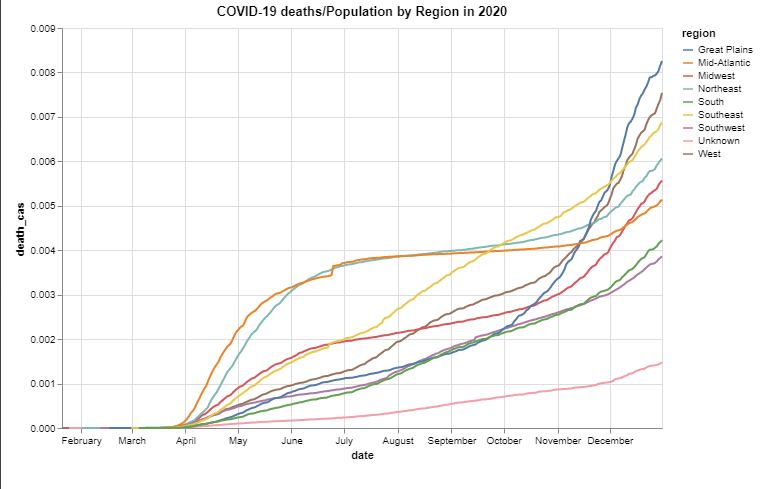 COVID-19 deaths/Population by Region in 2020
0.009
0.008
0.007
0.006
0.005
0.004
0.003
0.002
0.001
0.000
death_cas
February March April May June July August September October November December
date
region
Great Plains
Mid-Atlantic
Midwest
Northeast
South
Southeast
Southwest
Unknown
West